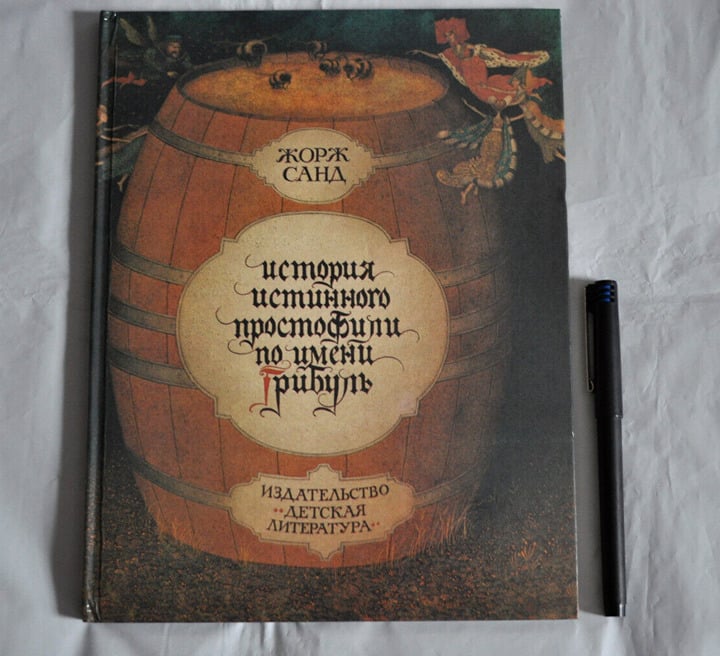 ЖОРЖ
САНД
история
истинного
простофили
по имени
Грибуль
ИЗДАТЕЛЬСТВО
"ДЕТСКАЯ
ЛИТЕРАТУРА"